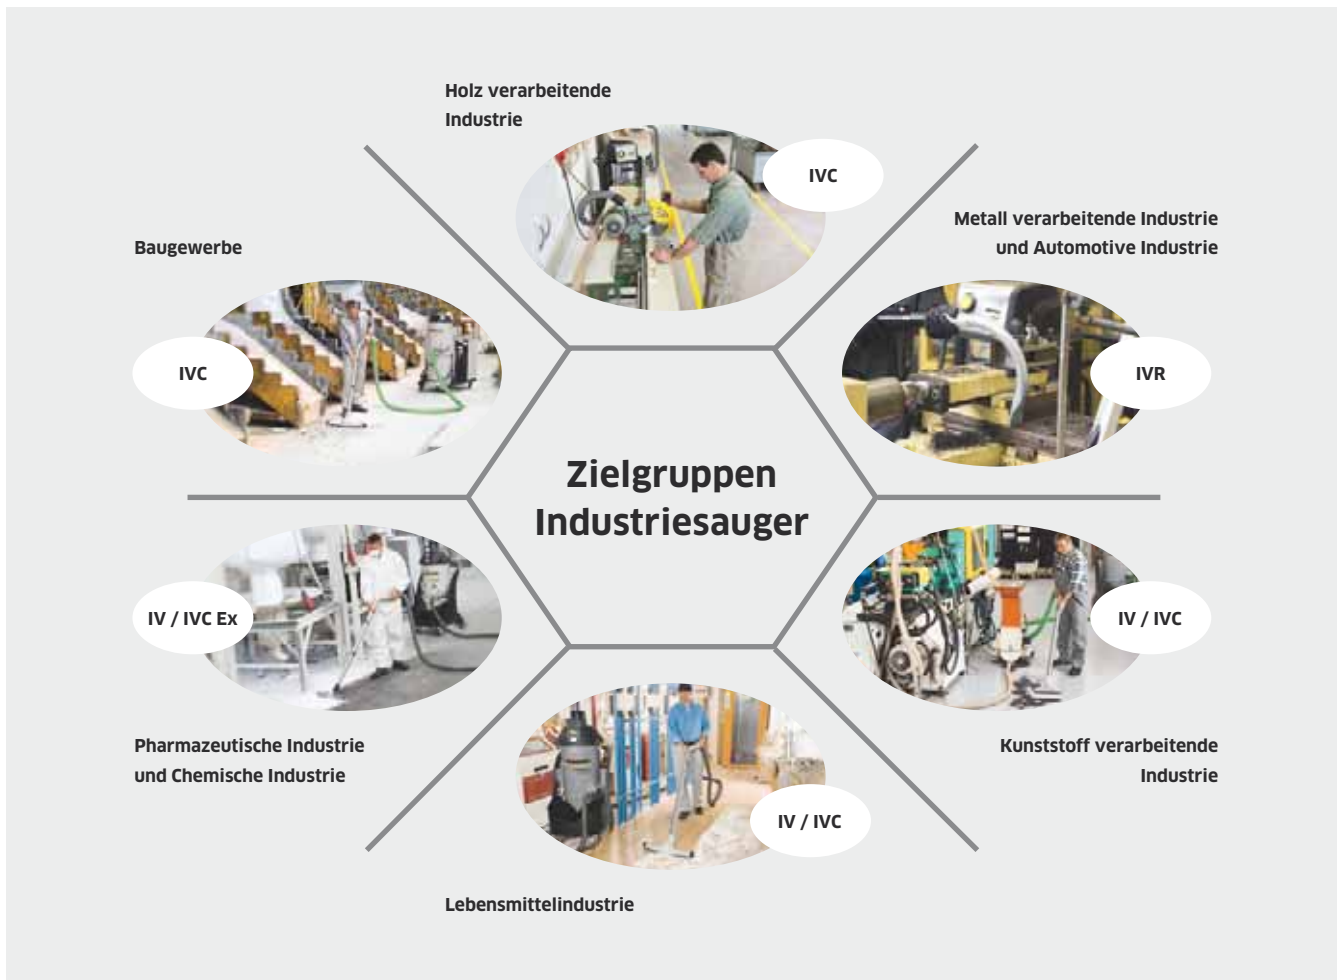 Holz verarbeitende
Industrie
IVC
Metall verarbeitende Industrie
und Automotive Industrie
IVR
Baugewerbe
IVC
Zielgruppen
Industriesauger
IV / IVC Ex
Pharmazeutische Industrie
und Chemische Industrie
IV / IVC
Kunststoff verarbeitende
Industrie
IV / IVC
Lebensmittelindustrie